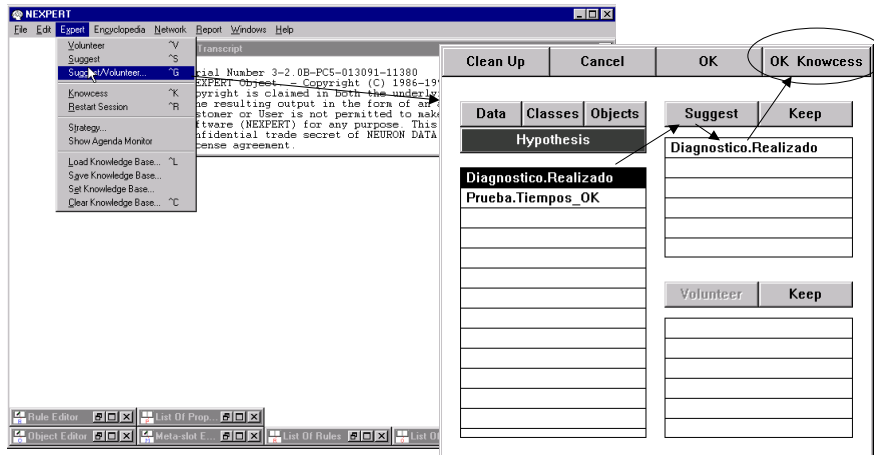 NEXPERT
File Edit Expert Encyclopedia Network Report Windows Help
Volunteer ^V
Suggest ^S
Suggest/Volunteer... ^G
Knowcess ^K
Restart Session ^R
Strategy...
Show Agenda Monitor
Load Knowledge Base... ^L
Save Knowledge Base...
Set Knowledge Base...
Clear Knowledge Base... ^C
Transcript
rial Number 3-2.0B-PC5-013091-11380
EXPERT Object. - Copyright (C) 1986-19
pyright is claimed in both the underly
he resulting output in the form of an a
stomer or User is not permitted to mak
ftware (NEXPERT) for any purpose. This
nfidential trade secret of NEURON DATA
cense agreement.
Rule Editor
List Of Prop...
Object Editor
Meta-slot E...
List Of Rules
List Of
Clean Up Cancel OK OK Knowcess
Data Classes Objects
Hypothesis
Diagnostico.Realizado
Prueba.Tiempos_OK
Suggest Keep
Diagnostico.Realizado
Volunteer Keep